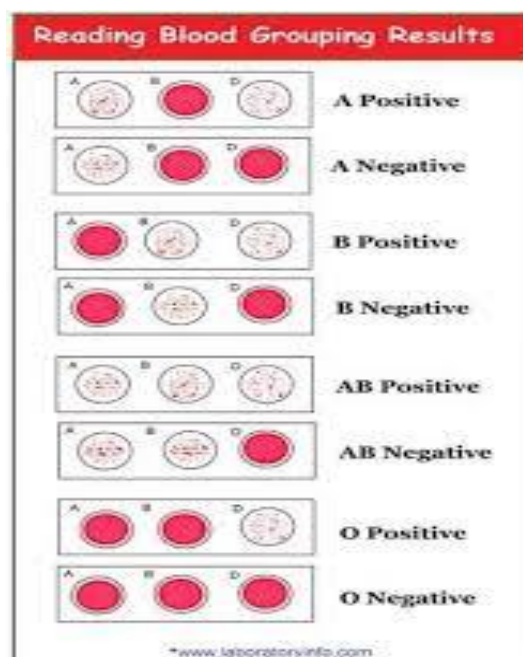 Reading Blood Grouping Results
A B D
A Positive
A B D
A Negative
A B D
B Positive
A B D
B Negative
A B D
AB Positive
A B D
AB Negative
A B D
O Positive
A B D
O Negative
*www.laboratoryinfo.com